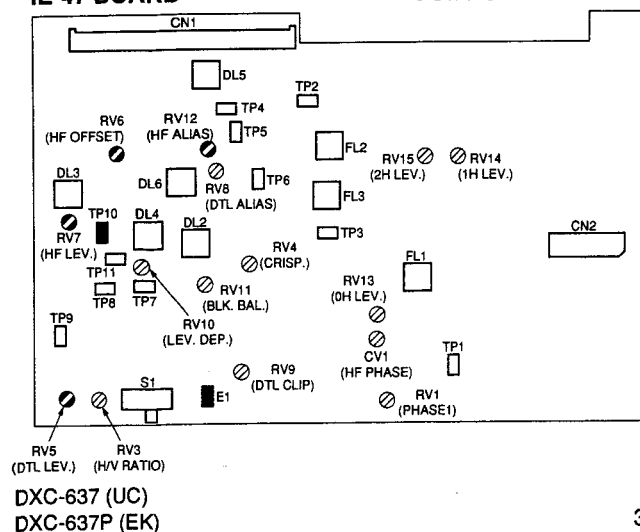 CN1
DL5
TP2
TP4
RV6
(HF OFFSET)
RV12
(HF ALIAS)
TP5
FL2
RV15
(2H LEV.)
RV14
(1H LEV.)
DL3
DL6
RV8
(DTL ALIAS)
TP6
FL3
TP10
DL4
DL2
RV7
(HF LEV.)
TP3
CN2
RV4
(CRISP.)
FL1
TP11
RV13
(0H LEV.)
TP8
TP7
RV11
(BLK. BAL.)
TP9
RV10
(LEV. DEP.)
CV1
(HF PHASE)
TP1
S1
E1
RV9
(DTL CLIP)
RV1
(PHASE1)
RV5
(DTL LEV.)
RV3
(H/V RATIO)
DXC-637 (UC)
DXC-637P (EK)